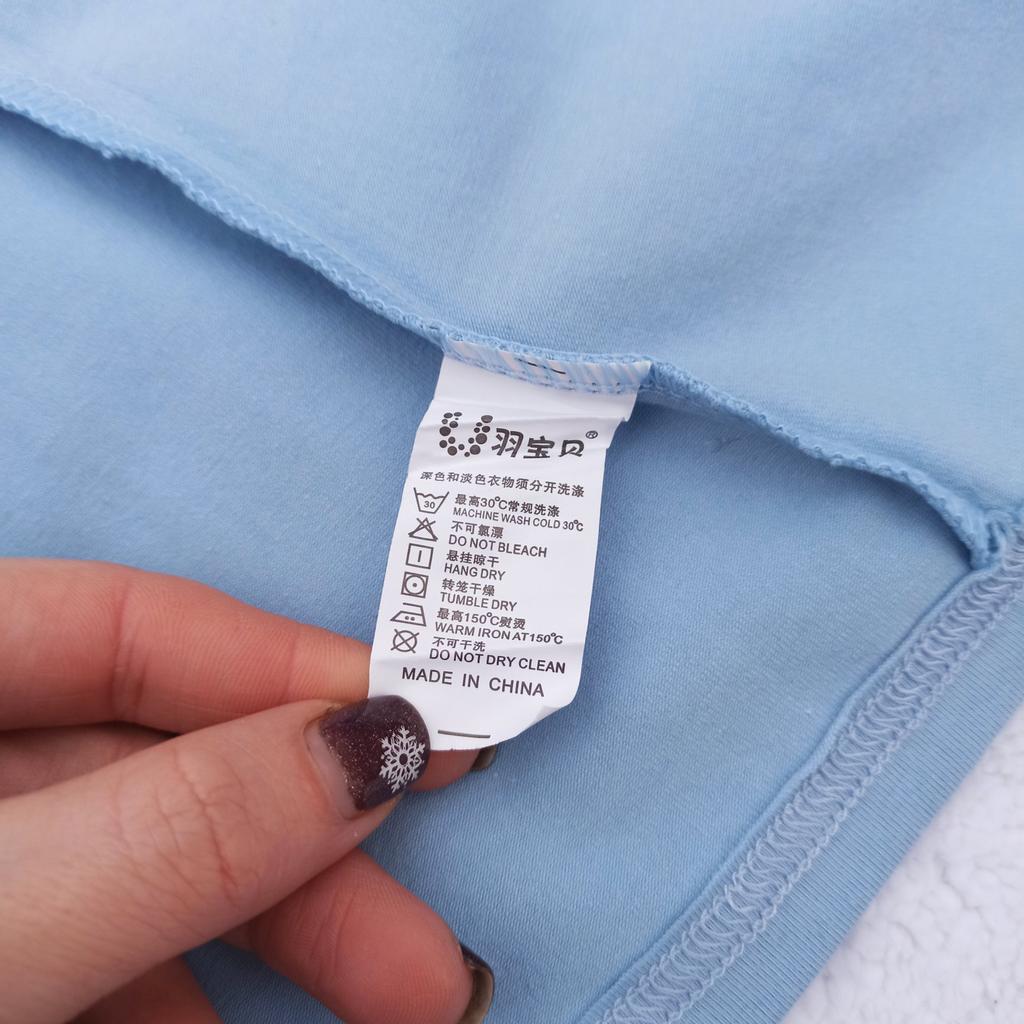 羽宝贝®
深色和淡色衣物须分开洗涤
30
最高30℃常规洗涤
MACHINE WASH COLD 30℃
不可氯漂
DO NOT BLEACH
悬挂晾干
HANG DRY
转笼干燥
TUMBLE DRY
最高150℃熨烫
WARM IRON AT 150℃
不可干洗
DO NOT DRY CLEAN
MADE IN CHINA